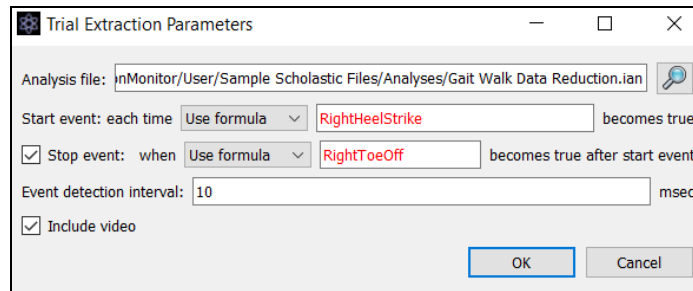 Trial Extraction Parameters
Analysis file: onMonitor/User/Sample Scholastic Files/Analyses/Gait Walk Data Reduction.ian
Start event: each time Use formula RightHeelStrike becomes true
Stop event: when Use formula RightToeOff becomes true after start event
Event detection interval: 10 msec
Include video
OK Cancel